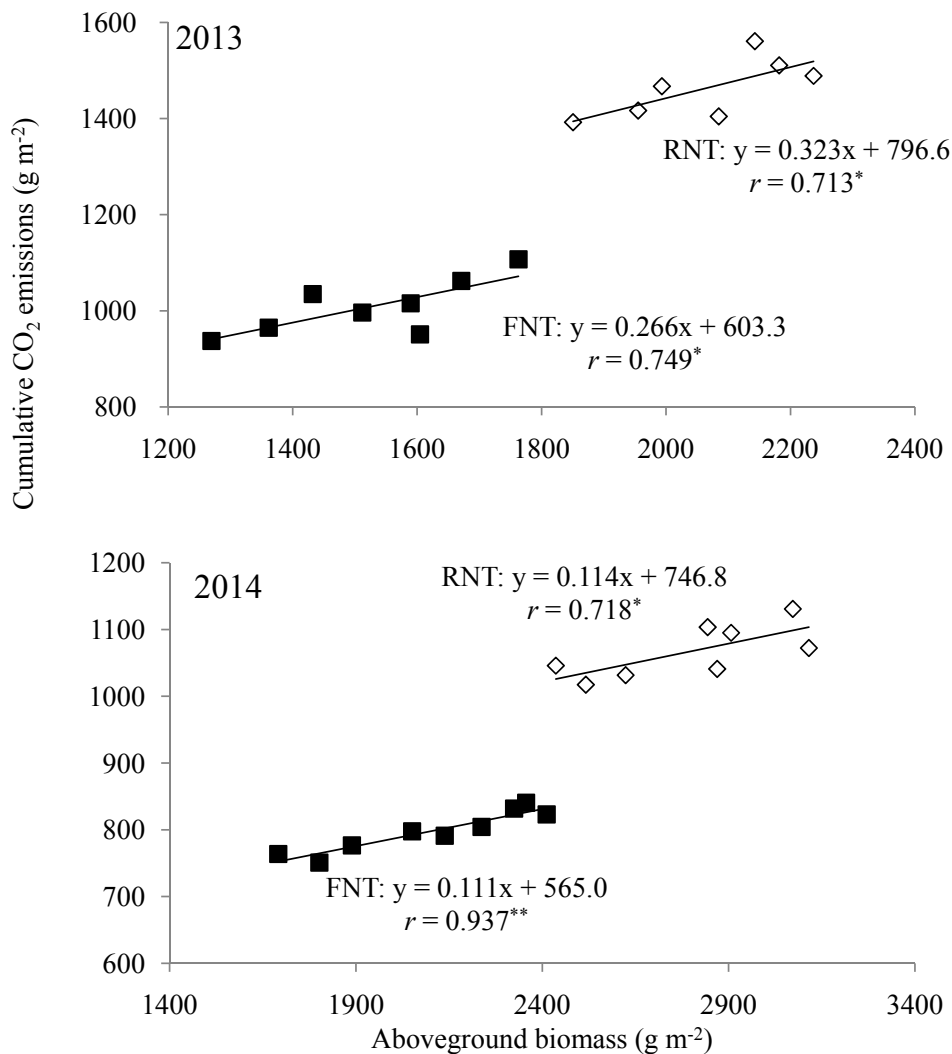 Cumulative CO₂ emissions (g m⁻²)
2013
1600
1400
1200
1000
800
RNT: y = 0.323x + 796.6
r = 0.713*
FNT: y = 0.266x + 603.3
r = 0.749*
1200 1400 1600 1800 2000 2200 2400
2014
1200
1100
1000
900
800
700
600
RNT: y = 0.114x + 746.8
r = 0.718*
FNT: y = 0.111x + 565.0
r = 0.937**
1400 1900 2400 2900 3400
Aboveground biomass (g m⁻²)